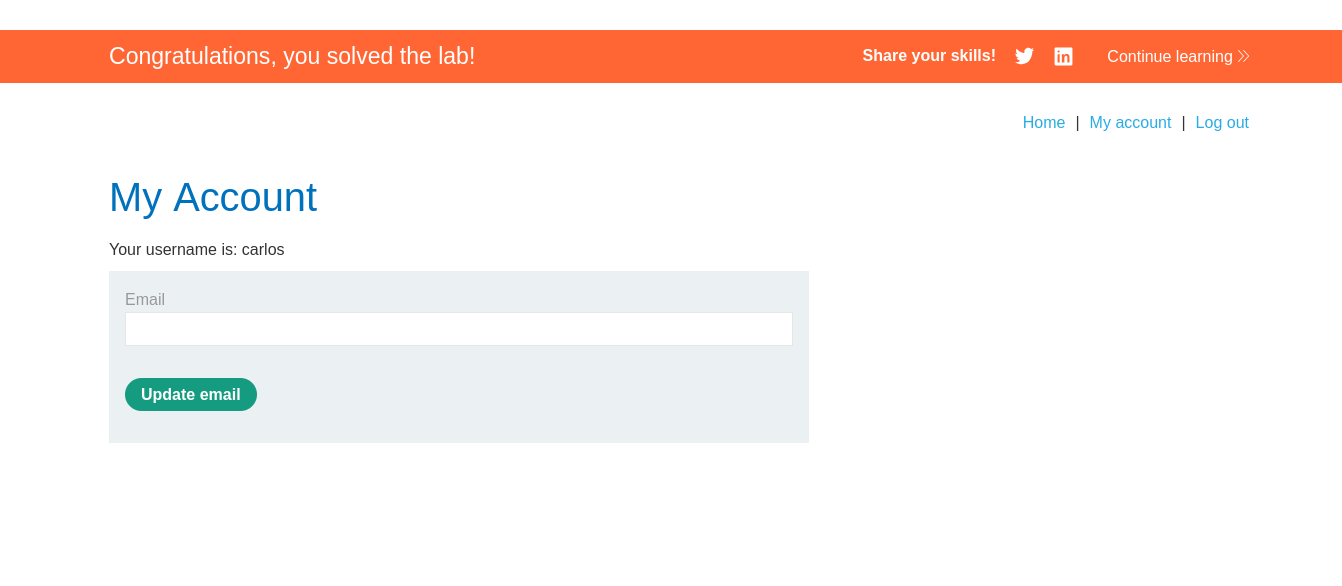 Congratulations, you solved the lab!
Share your skills!
Continue learning
Home | My account | Log out
My Account
Your username is: carlos
Email
Update email